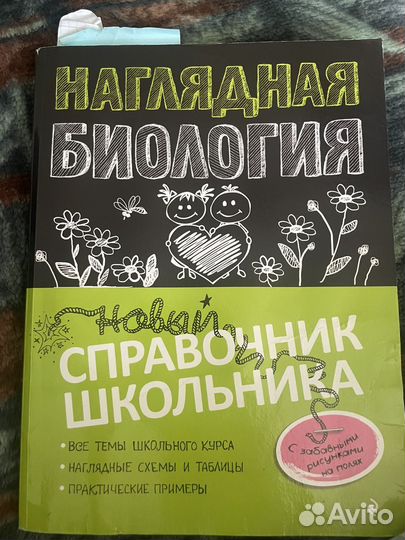 НАГЛЯДНАЯ
БИОЛОГИЯ
Новый
СПРАВОЧНИК
ШКОЛЬНИКА
• ВСЕ ТЕМЫ ШКОЛЬНОГО КУРСА
• НАГЛЯДНЫЕ СХЕМЫ И ТАБЛИЦЫ
• ПРАКТИЧЕСКИЕ ПРИМЕРЫ
С забавными
рисунками
на полях
Avito